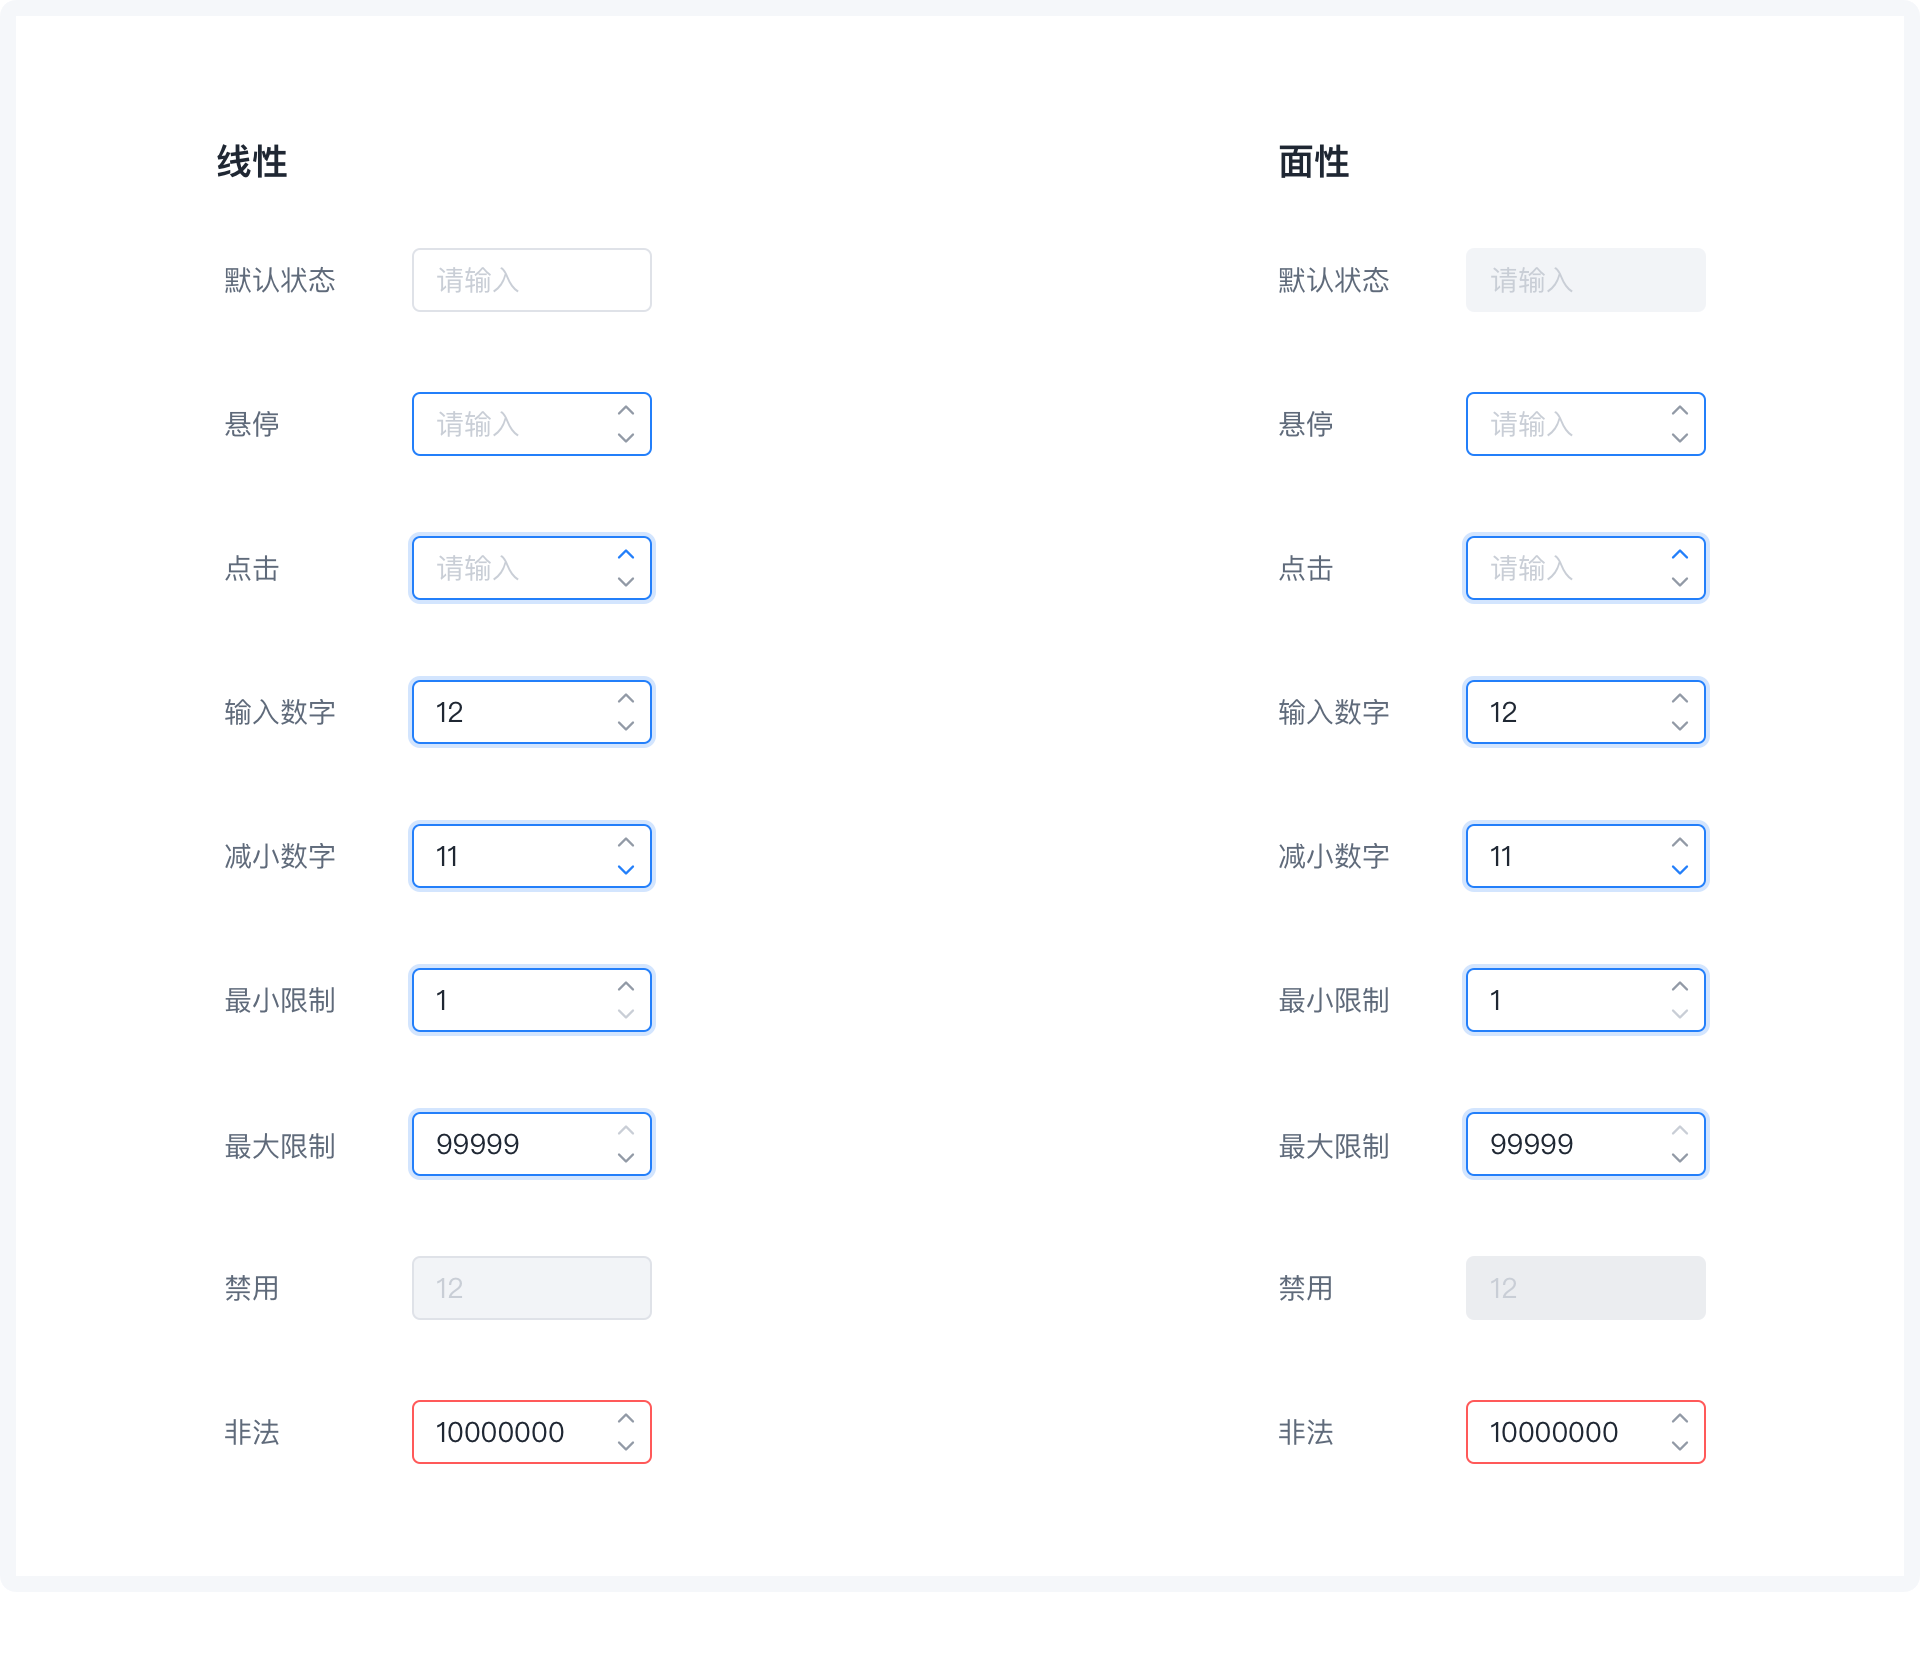 线性
默认状态
请输入
悬停
请输入
点击
请输入
输入数字
12
减小数字
11
最小限制
1
最大限制
99999
禁用
12
非法
10000000
面性
默认状态
请输入
悬停
请输入
点击
请输入
输入数字
12
减小数字
11
最小限制
1
最大限制
99999
禁用
12
非法
10000000